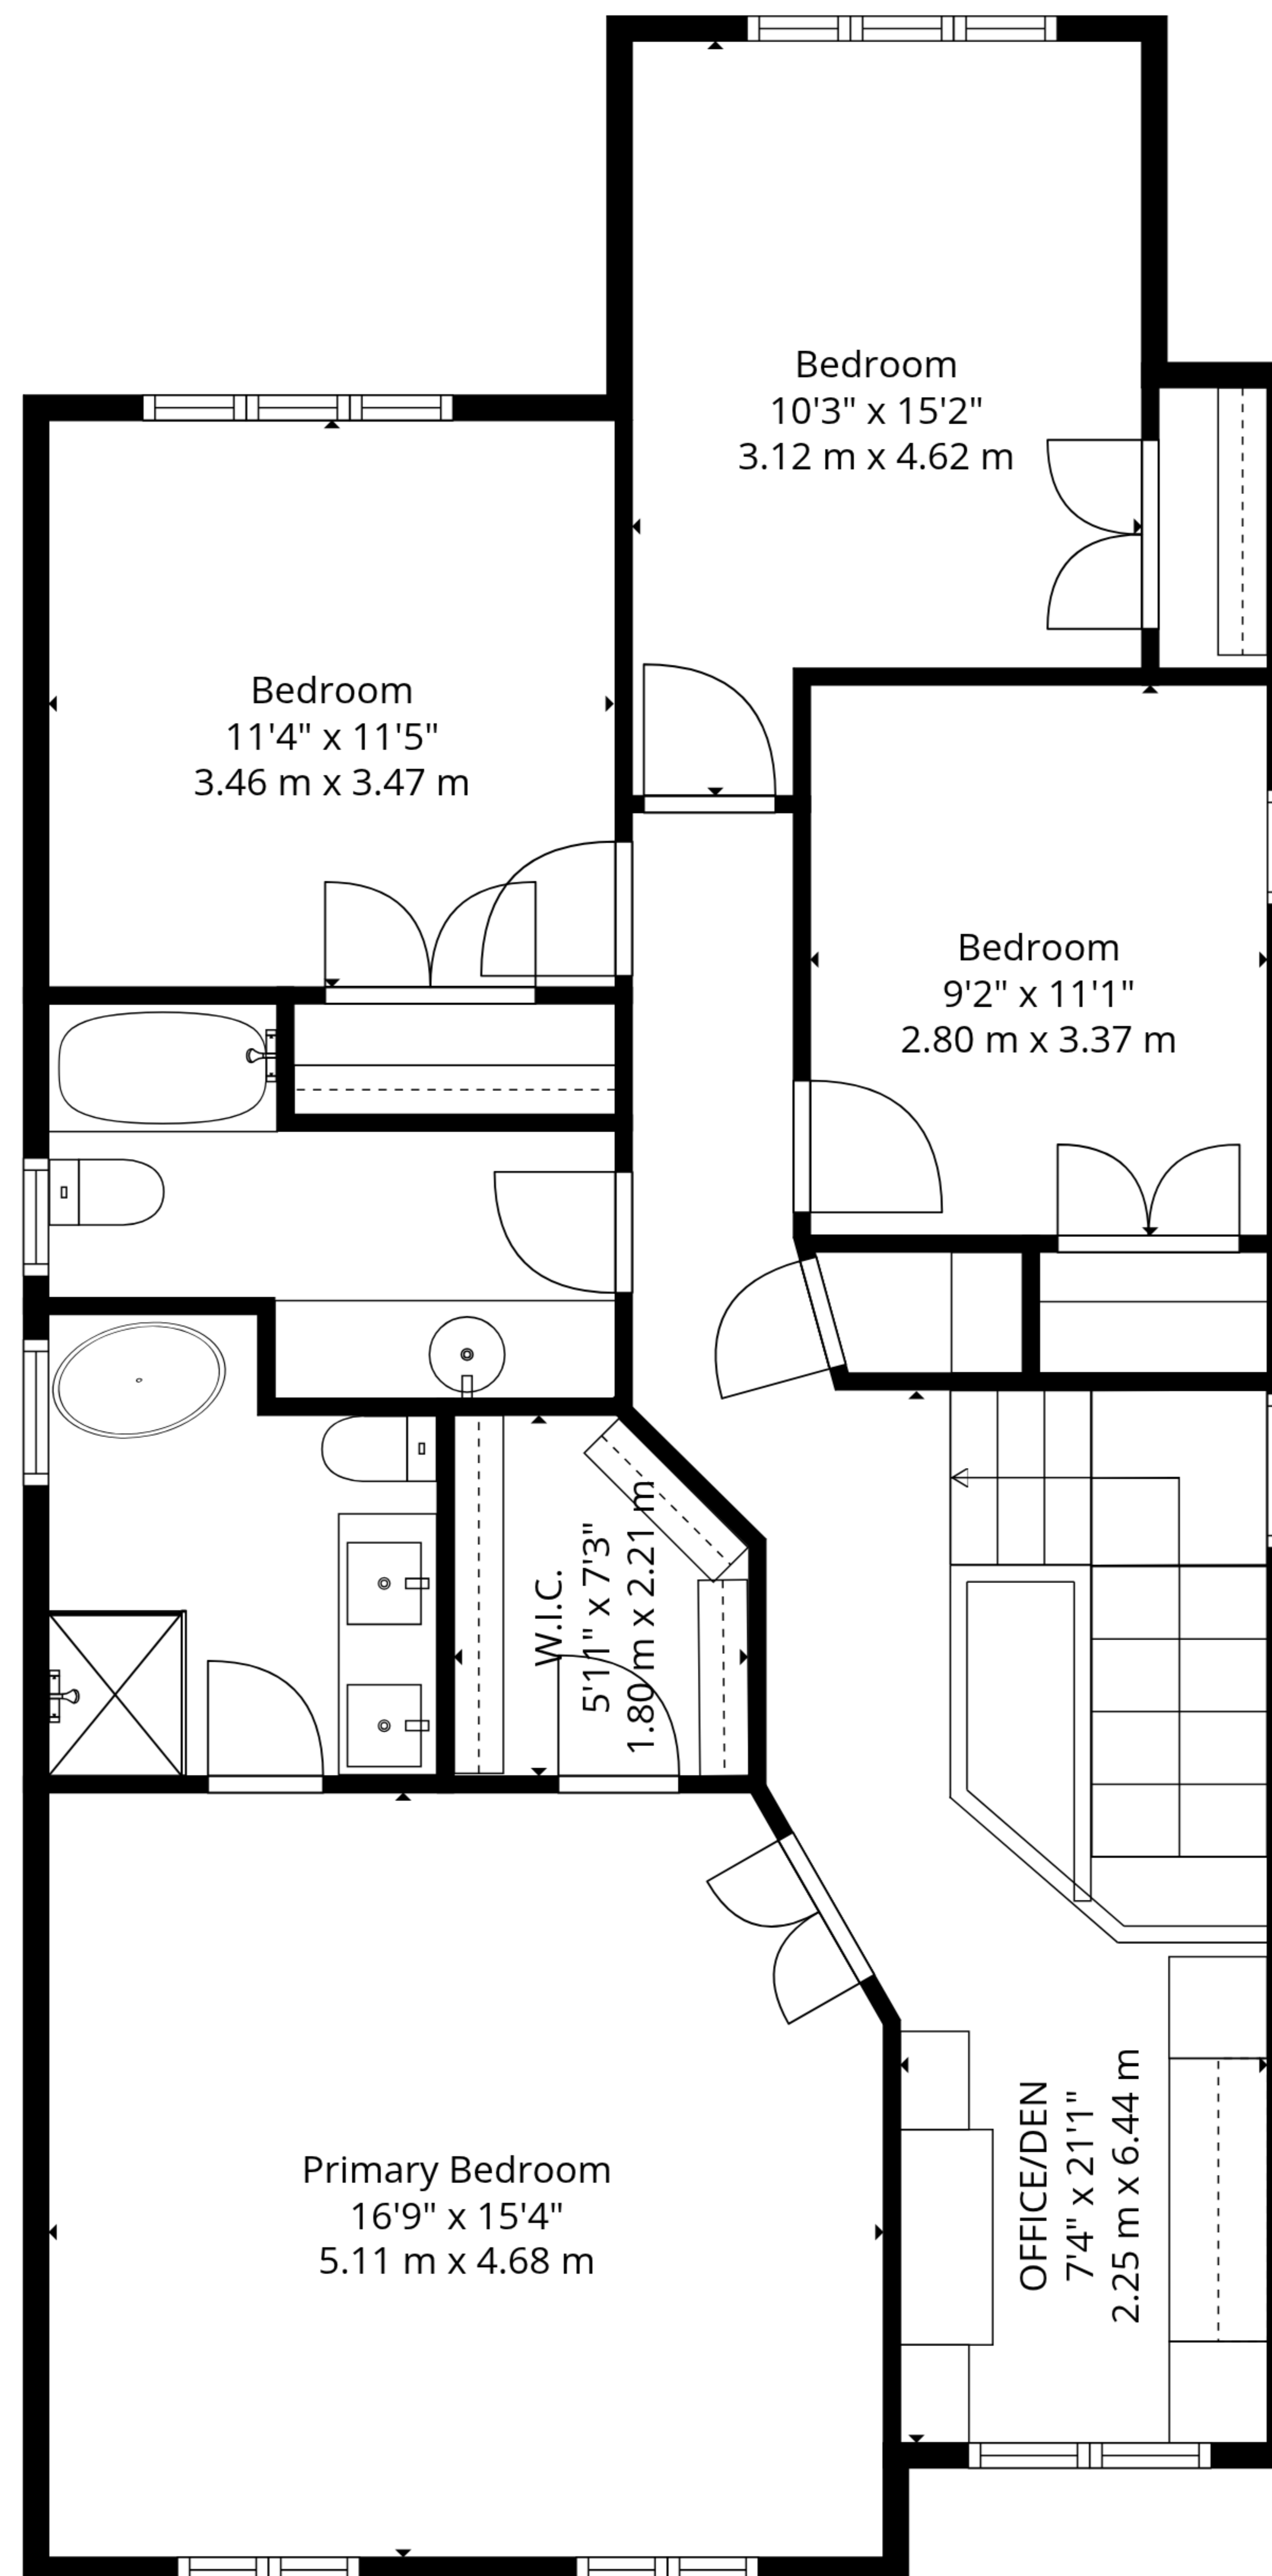 Bedroom
10'3" x 15'2"
3.12 m x 4.62 m
Bedroom
11'4" x 11'5"
3.46 m x 3.47 m
Bedroom
9'2" x 11'1"
2.80 m x 3.37 m
W.I.C.
5'11" x 7'3"
1.80 m x 2.21 m
Primary Bedroom
16'9" x 15'4"
5.11 m x 4.68 m
OFFICE/DEN
7'4" x 21'1"
2.25 m x 6.44 m